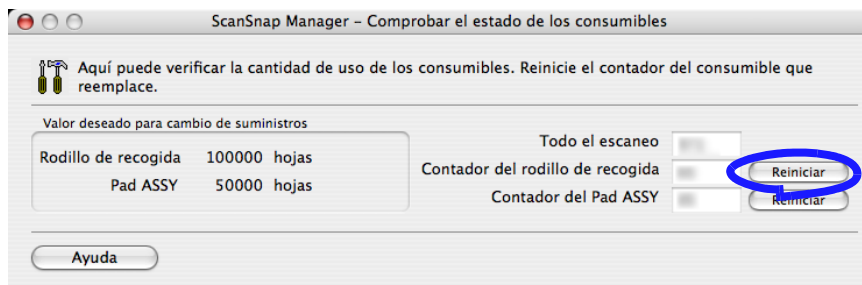 ScanSnap Manager – Comprobar el estado de los consumibles
Aquí puede verificar la cantidad de uso de los consumibles. Reinicie el contador del consumible que
reemplace.
Valor deseado para cambio de suministros
Rodillo de recogida 100000 hojas
Pad ASSY 50000 hojas
Todo el escaneo
Contador del rodillo de recogida Reiniciar
Contador del Pad ASSY Reiniciar
Ayuda